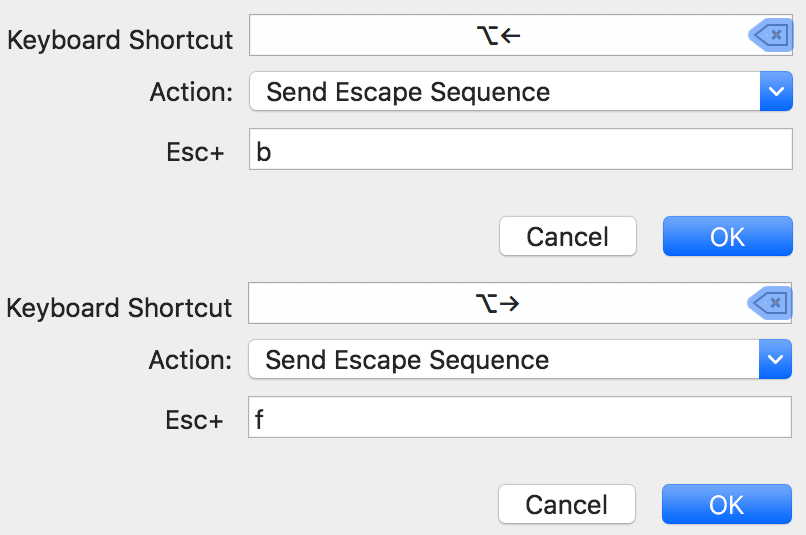 Keyboard Shortcut ⌥←
Action: Send Escape Sequence
Esc+ b
Cancel OK
Keyboard Shortcut ⌥→
Action: Send Escape Sequence
Esc+ f
Cancel OK